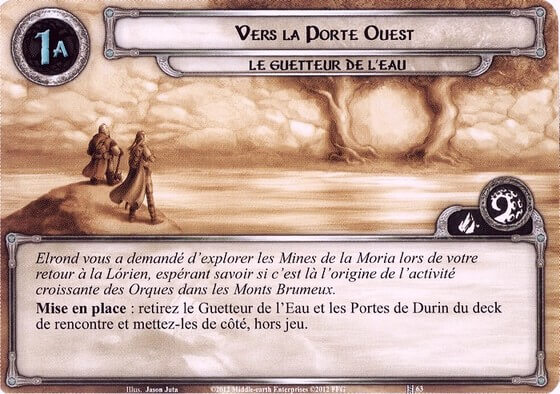 1A
Vers la Porte Ouest
Le Guetteur de l'Eau
Elrond vous a demandé d'explorer les Mines de la Moria lors de votre
retour à la Lórien, espérant savoir si c'est là l'origine de l'activité
croissante des Orques dans les Monts Brumeux.
Mise en place : retirez le Guetteur de l'Eau et les Portes de Durin du deck
de rencontre et mettez-les de côté, hors jeu.
Illus. Jason Juta ©2012 Middle-earth Enterprises ©2012 FFG 63